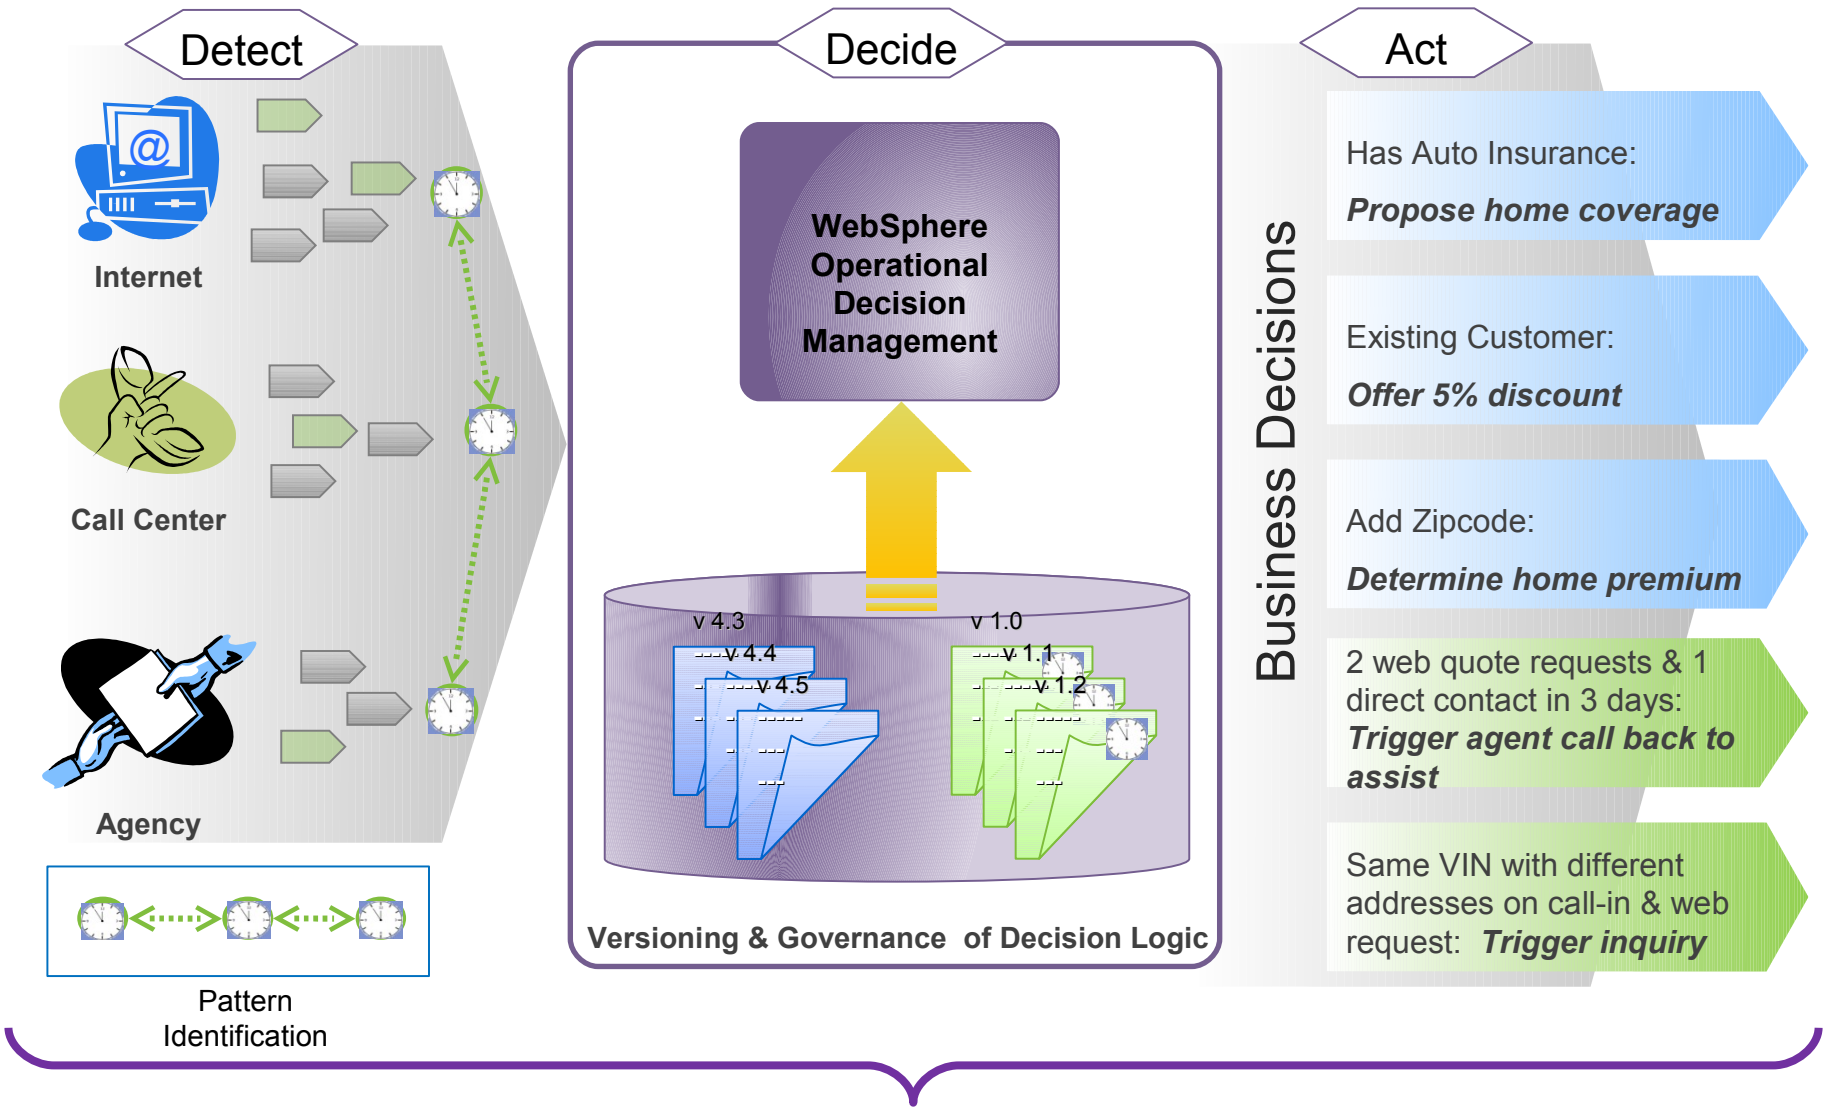 Detect
Decide
Act
@
Internet
Call Center
Agency
Pattern
Identification
WebSphere
Operational
Decision
Management
v 4.3
v 4.4
v 4.5
v 1.0
v 1.1
v 1.2
Versioning & Governance of Decision Logic
Business Decisions
Has Auto Insurance:
Propose home coverage
Existing Customer:
Offer 5% discount
Add Zipcode:
Determine home premium
2 web quote requests & 1
direct contact in 3 days:
Trigger agent call back to
assist
Same VIN with different
addresses on call-in & web
request: Trigger inquiry